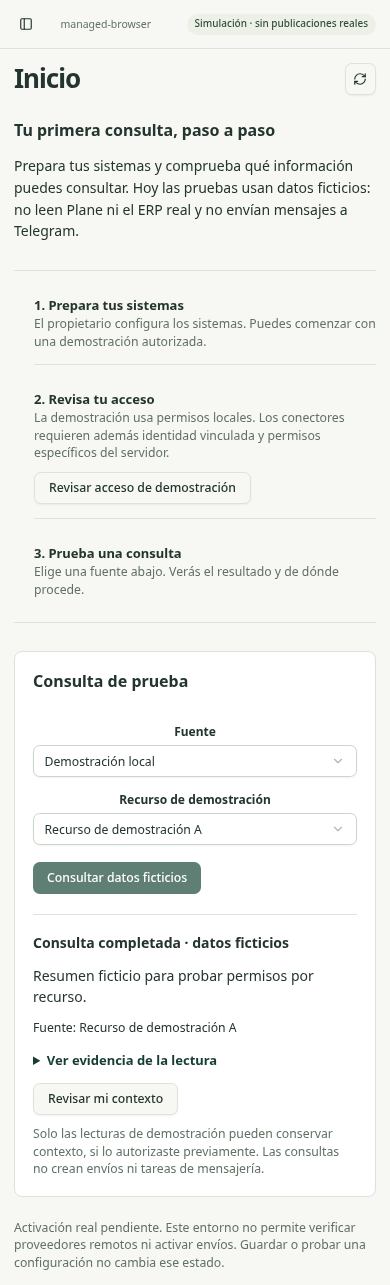 managed-browser
Simulación · sin publicaciones reales
Inicio
Tu primera consulta, paso a paso
Prepara tus sistemas y comprueba qué información
puedes consultar. Hoy las pruebas usan datos ficticios:
no leen Plane ni el ERP real y no envían mensajes a
Telegram.
1. Prepara tus sistemas
El propietario configura los sistemas. Puedes comenzar con
una demostración autorizada.
2. Revisa tu acceso
La demostración usa permisos locales. Los conectores
requieren además identidad vinculada y permisos
específicos del servidor.
Revisar acceso de demostración
3. Prueba una consulta
Elige una fuente abajo. Verás el resultado y de dónde
procede.
Consulta de prueba
Fuente
Demostración local
Recurso de demostración
Recurso de demostración A
Consultar datos ficticios
Consulta completada · datos ficticios
Resumen ficticio para probar permisos por
recurso.
Fuente: Recurso de demostración A
Ver evidencia de la lectura
Revisar mi contexto
Solo las lecturas de demostración pueden conservar
contexto, si lo autorizaste previamente. Las consultas
no crean envíos ni tareas de mensajería.
Activación real pendiente. Este entorno no permite verificar
proveedores remotos ni activar envíos. Guardar o probar una
configuración no cambia ese estado.